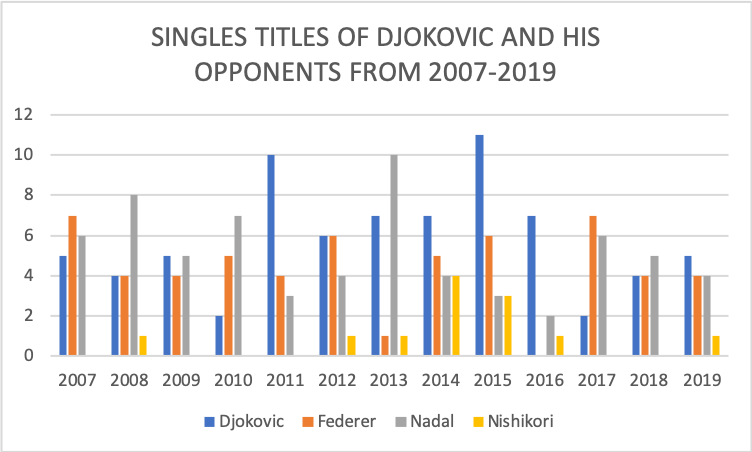 SINGLES TITLES OF DJOKOVIC AND HIS
OPPONENTS FROM 2007-2019
12
10
8
6
4
2
0
2007 2008 2009 2010 2011 2012 2013 2014 2015 2016 2017 2018 2019
Djokovic Federer Nadal Nishikori